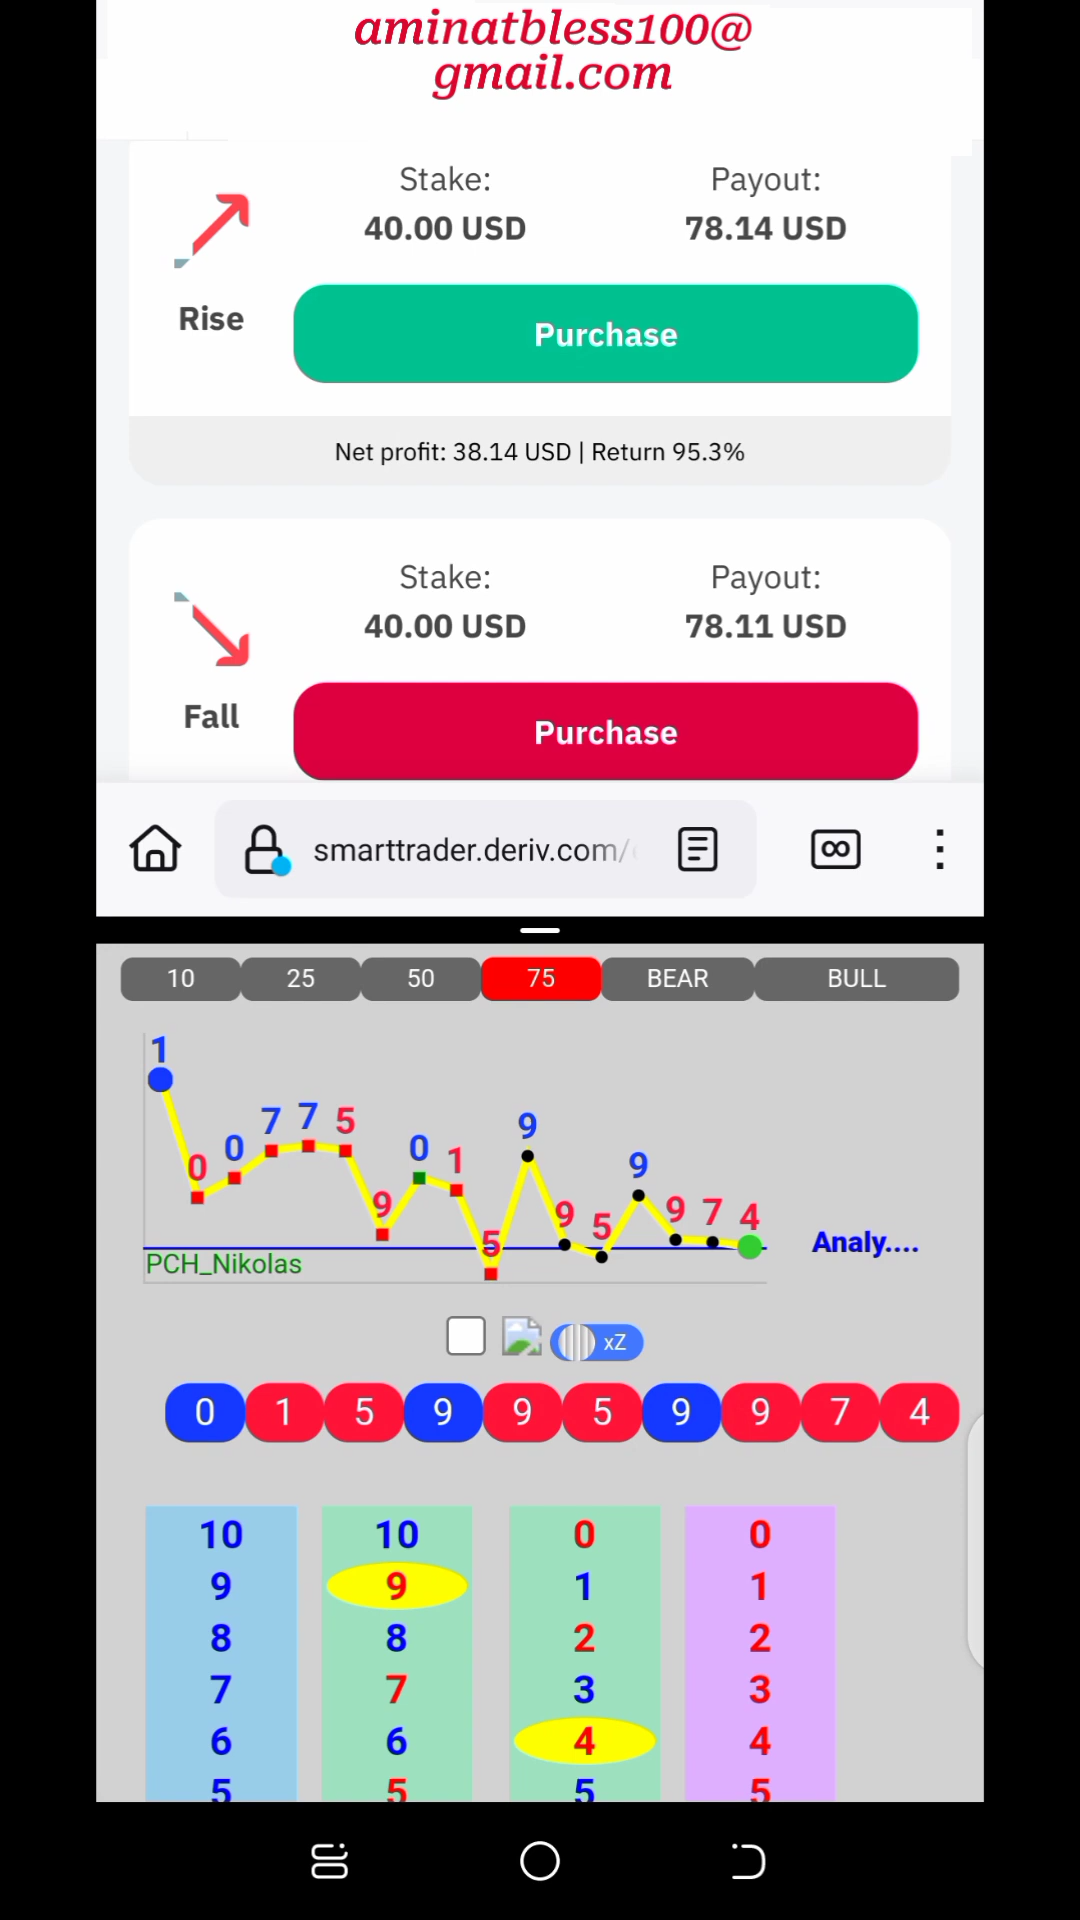 aminatbless100@
gmail.com
Stake:
Payout:
40.00 USD
78.14 USD
Rise
Purchase
Net profit: 38.14 USD | Return 95.3%
Stake:
Payout:
40.00 USD
78.11 USD
Fall
Purchase
smarttrader.deriv.com/
10 25 50 75 BEAR BULL
1
0 0 7 7 5 9 0 1 5 9 9 5 9 9 7 4
Analy....
PCH_Nikolas
xZ
0 1 5 9 9 5 9 9 7 4
10 10 0 0
9 9 1 1
8 8 2 2
7 7 3 3
6 6 4 4
5 5 5 5